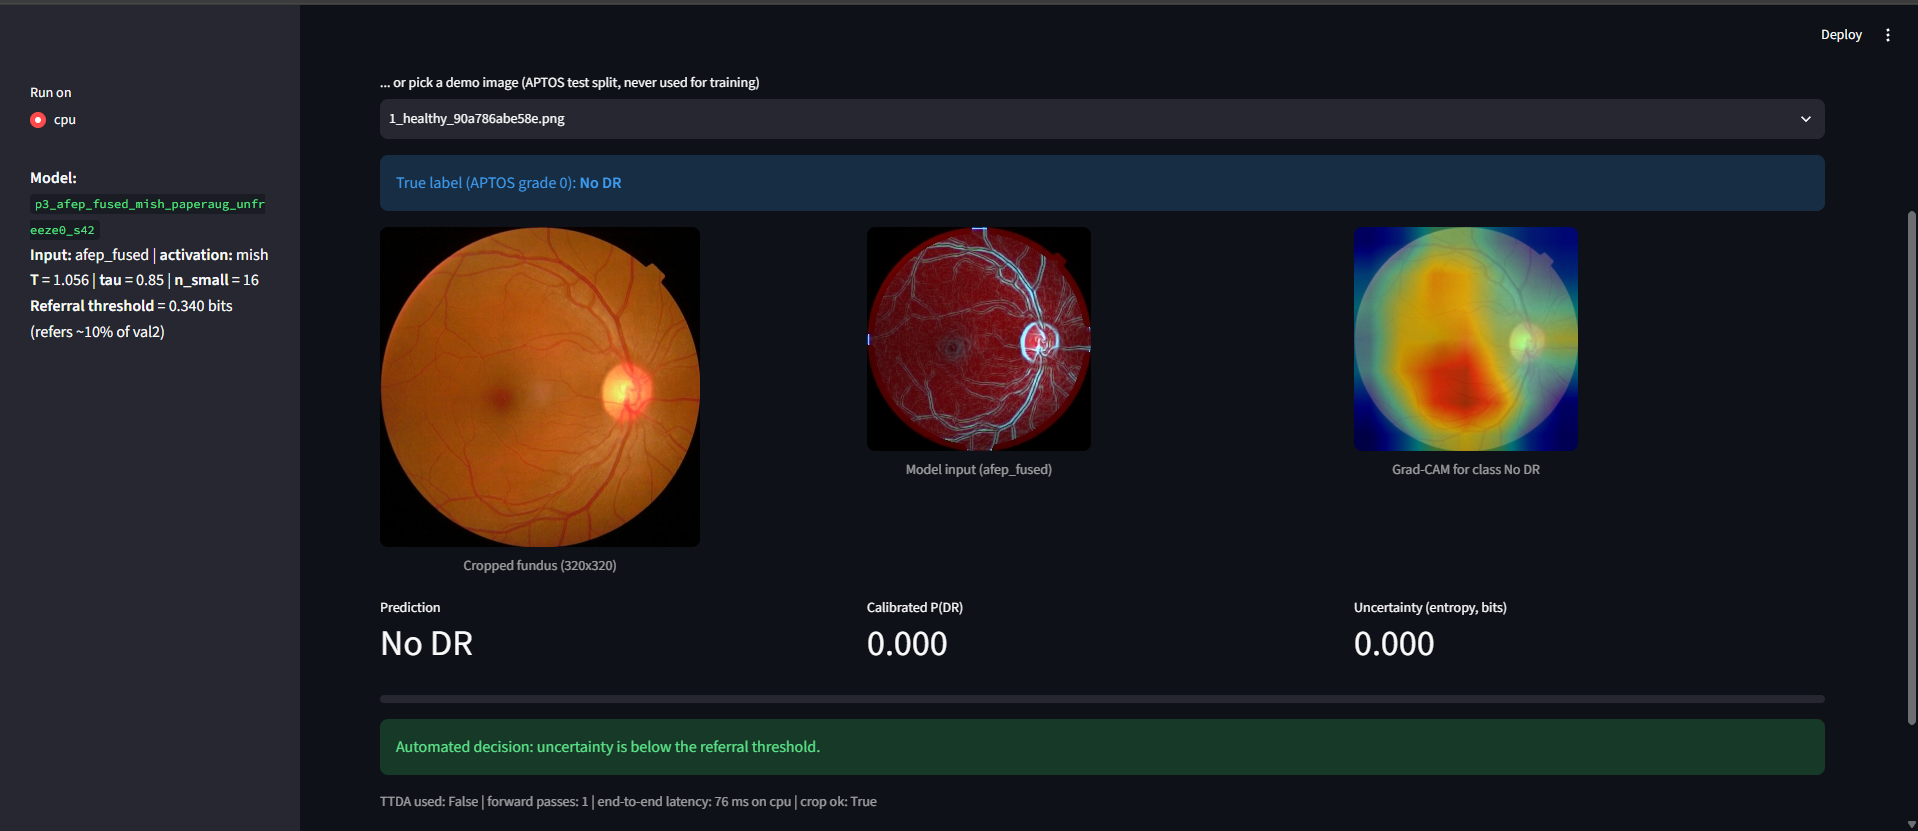 Deploy
Run on
cpu
Model:
p3_afep_fused_mish_paperaug_unfr
eeze0_s42
Input: afep_fused | activation: mish
T = 1.056 | tau = 0.85 | n_small = 16
Referral threshold = 0.340 bits
(refers ~10% of val2)
... or pick a demo image (APTOS test split, never used for training)
1_healthy_90a786abe58e.png
True label (APTOS grade 0): No DR
Cropped fundus (320x320)
Model input (afep_fused)
Grad-CAM for class No DR
Prediction
No DR
Calibrated P(DR)
0.000
Uncertainty (entropy, bits)
0.000
Automated decision: uncertainty is below the referral threshold.
TTDA used: False | forward passes: 1 | end-to-end latency: 76 ms on cpu | crop ok: True